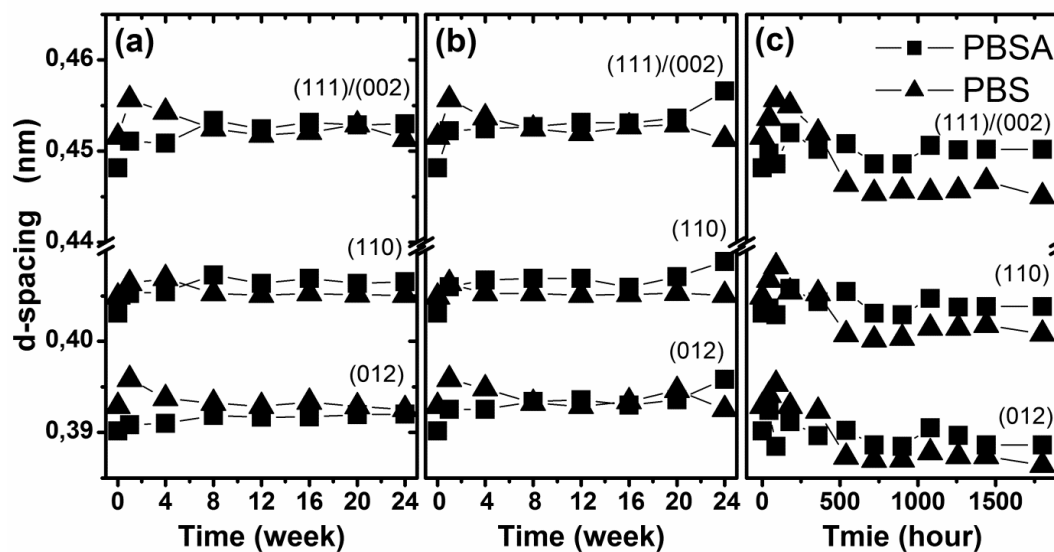 (a)
(b)
(c)
PBSA
PBS
(111)/(002)
(111)/(002)
(111)/(002)
(110)
(110)
(110)
(012)
(012)
(012)
0,46
0,45
0,44
0,40
0,39
d-spacing (nm)
0 4 8 12 16 20 24
0 4 8 12 16 20 24
0 500 1000 1500
Time (week)
Time (week)
Tmie (hour)